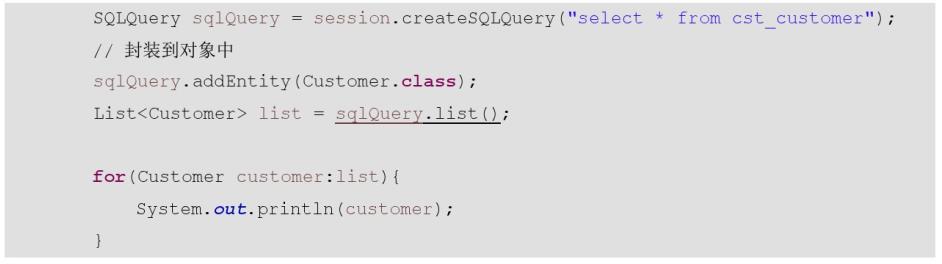 SQLQuery sqlQuery = session.createSQLQuery("select * from cst_customer");
// 封装到对象中
sqlQuery.addEntity(Customer.class);
List<Customer> list = sqlQuery.list();
for(Customer customer:list){
System.out.println(customer);
}